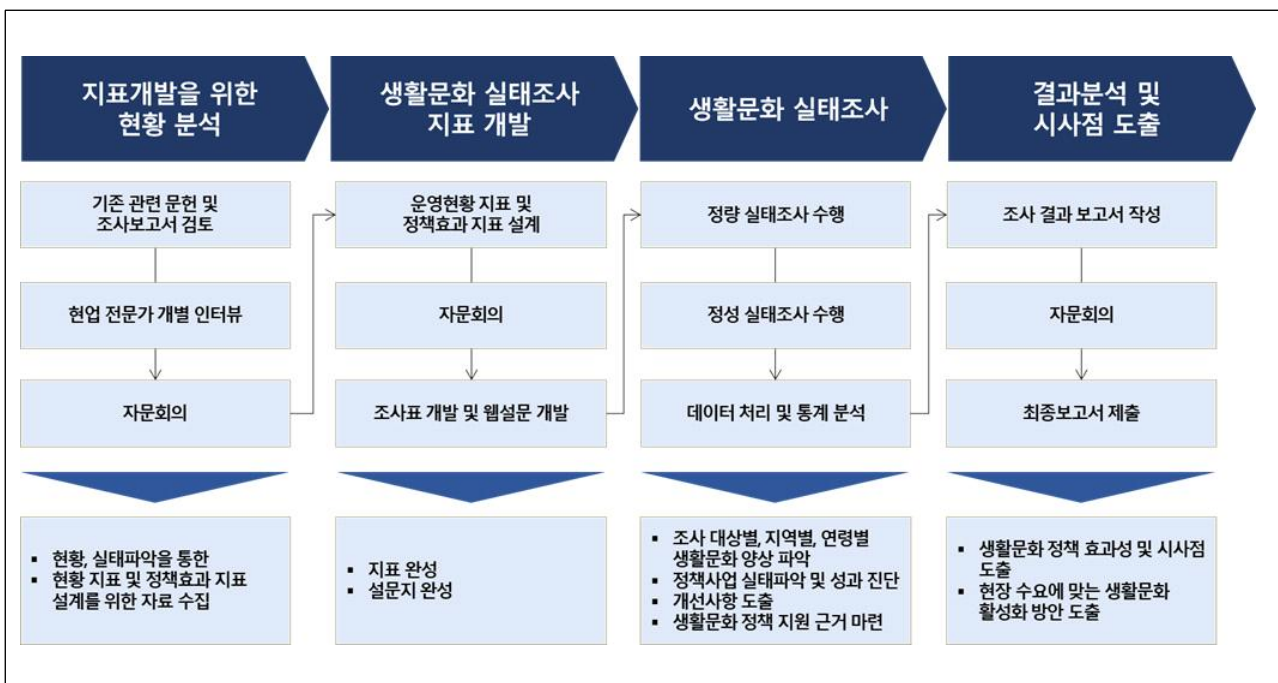 지표개발을 위한
현황 분석
생활문화 실태조사
지표 개발
생활문화 실태조사
결과분석 및
시사점 도출
기존 관련 문헌 및
조사보고서 검토
현업 전문가 개별 인터뷰
자문회의
운영현황 지표 및
정책효과 지표 설계
자문회의
조사표 개발 및 웹설문 개발
정량 실태조사 수행
정성 실태조사 수행
데이터 처리 및 통계 분석
조사 결과 보고서 작성
자문회의
최종보고서 제출
▪ 현황, 실태파악을 통한
▪ 현황 지표 및 정책효과 지표
설계를 위한 자료 수집
▪ 지표 완성
▪ 설문지 완성
▪ 조사 대상별, 지역별, 연령별
생활문화 양상 파악
▪ 정책사업 실태파악 및 성과 진단
▪ 개선사항 도출
▪ 생활문화 정책 지원 근거 마련
▪ 생활문화 정책 효과성 및 시사점
도출
▪ 현장 수요에 맞는 생활문화
활성화 방안 도출